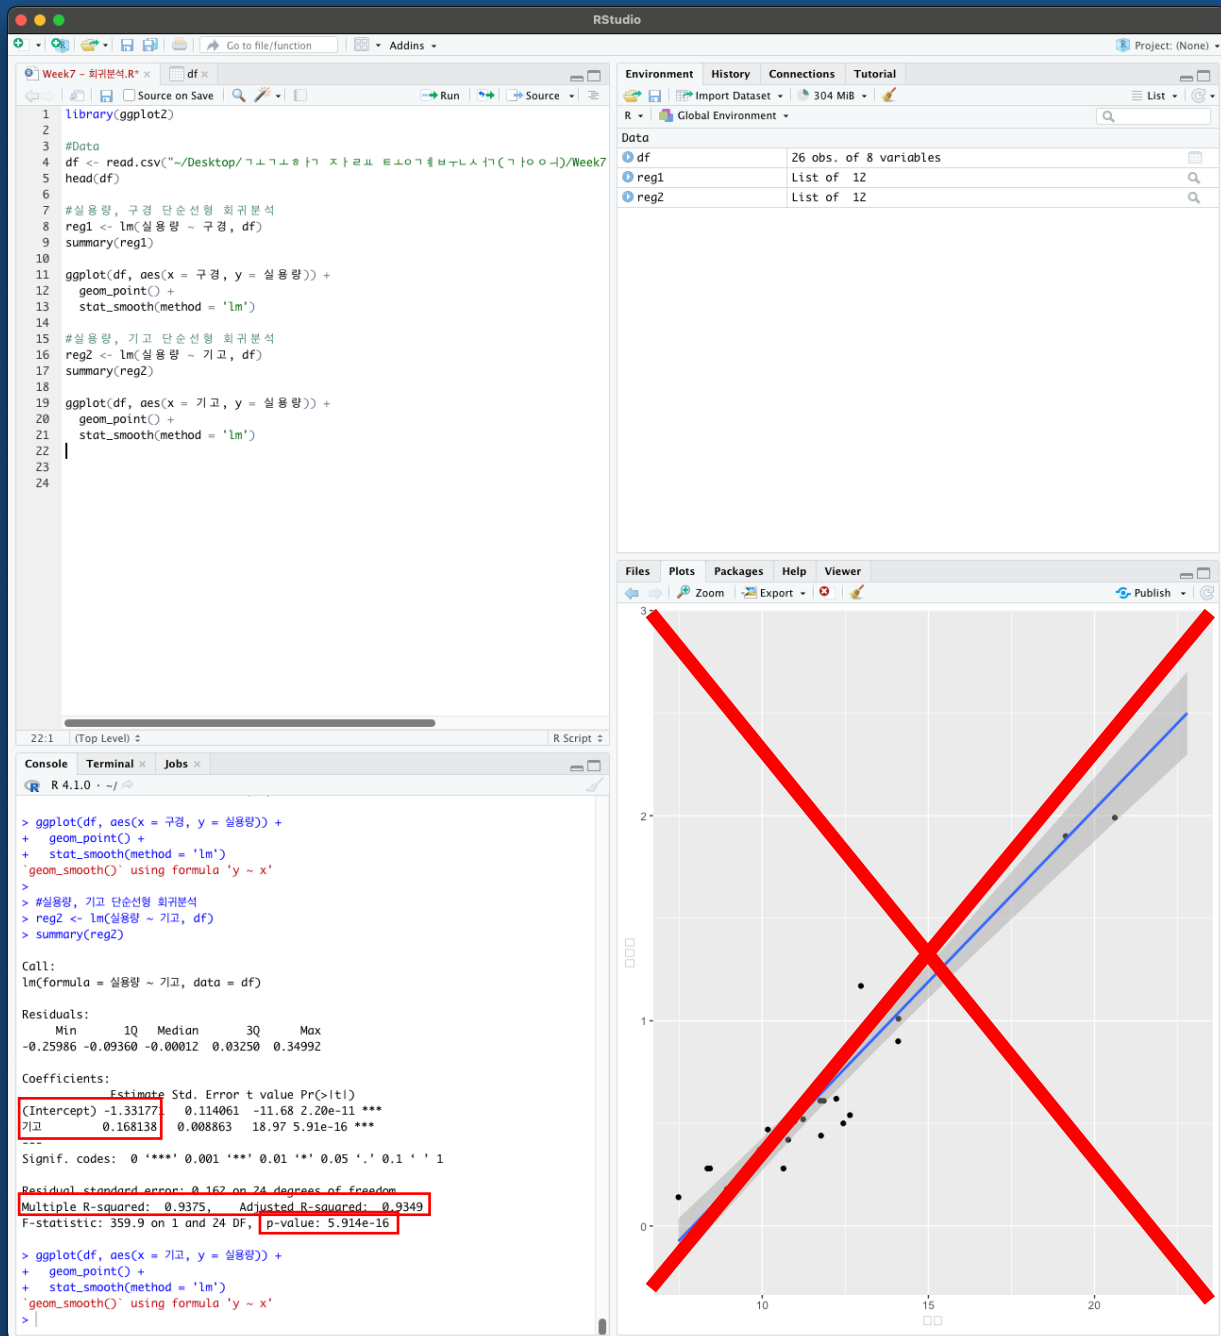 RStudio
Go to file/function
Addins
Project: (None)
Week7 - 회귀분석.R*
df
Source on Save
Run
Source
1 library(ggplot2)
2
3 #Data
4 df <- read.csv("~/Desktop/
5 head(df)
6
7 #실용량, 구경 단순선형 회귀분석
8 reg1 <- lm(실용량 ~ 구경, df)
9 summary(reg1)
10
11 ggplot(df, aes(x = 구경, y = 실용량)) +
12 geom_point() +
13 stat_smooth(method = 'lm')
14
15 #실용량, 기고 단순선형 회귀분석
16 reg2 <- lm(실용량 ~ 기고, df)
17 summary(reg2)
18
19 ggplot(df, aes(x = 기고, y = 실용량)) +
20 geom_point() +
21 stat_smooth(method = 'lm')
22
23
24
22:1 (Top Level) R Script
Console Terminal Jobs
R 4.1.0 · ~/
> ggplot(df, aes(x = 구경, y = 실용량)) +
+ geom_point() +
+ stat_smooth(method = 'lm')
`geom_smooth()` using formula 'y ~ x'
>
> #실용량, 기고 단순선형 회귀분석
> reg2 <- lm(실용량 ~ 기고, df)
> summary(reg2)
Call:
lm(formula = 실용량 ~ 기고, data = df)
Residuals:
Min 1Q Median 3Q Max
-0.25986 -0.09360 -0.00012 0.03250 0.34992
Coefficients:
Estimate Std. Error t value Pr(>|t|)
(Intercept) -1.331771 0.114061 -11.68 2.20e-11 ***
기고 0.168138 0.008863 18.97 5.91e-16 ***
---
Signif. codes: 0 ‘***’ 0.001 ‘**’ 0.01 ‘*’ 0.05 ‘.’ 0.1 ‘ ’ 1
Residual standard error: 0.162 on 24 degrees of freedom
Multiple R-squared: 0.9375, Adjusted R-squared: 0.9349
F-statistic: 359.9 on 1 and 24 DF, p-value: 5.914e-16
> ggplot(df, aes(x = 기고, y = 실용량)) +
+ geom_point() +
+ stat_smooth(method = 'lm')
`geom_smooth()` using formula 'y ~ x'
>
Environment History Connections Tutorial
Import Dataset 304 MiB List
R Global Environment
Data
df 26 obs. of 8 variables
reg1 List of 12
reg2 List of 12
Files Plots Packages Help Viewer
Zoom Export Publish
3
2
1
0
10 15 20